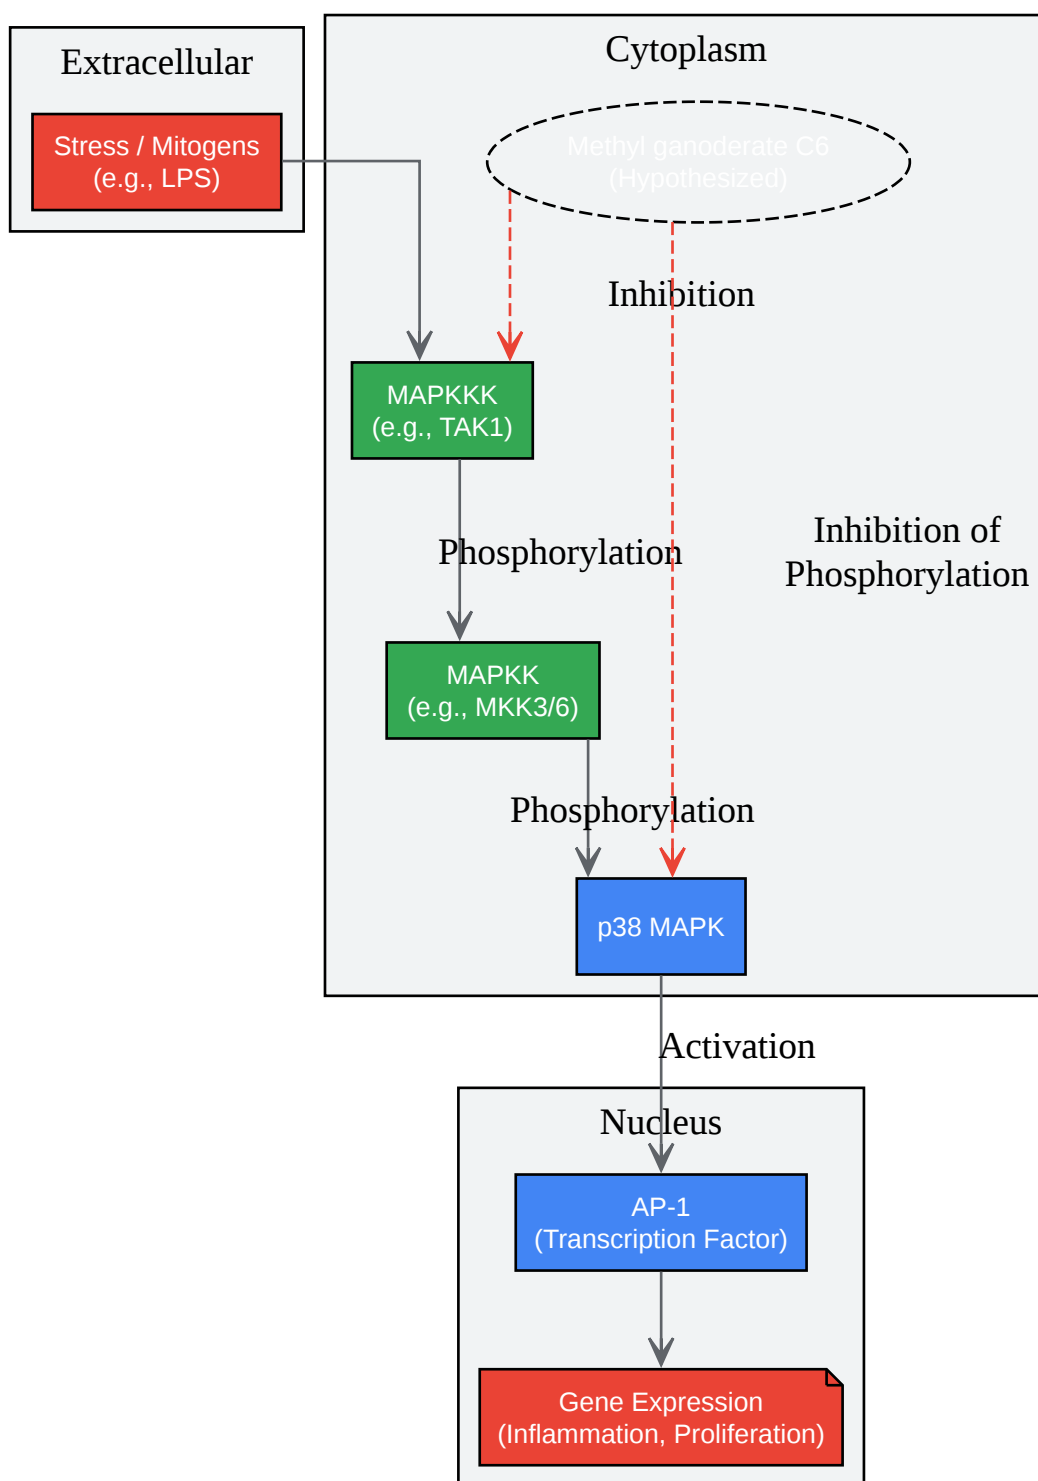 Extracellular
Stress / Mitogens
(e.g., LPS)
Cytoplasm
Methyl ganoderate C6
(Hypothesized)
Inhibition
MAPKKK
(e.g., TAK1)
Inhibition of
Phosphorylation
Phosphorylation
MAPKK
(e.g., MKK3/6)
Phosphorylation
p38 MAPK
Activation
Nucleus
AP-1
(Transcription Factor)
Gene Expression
(Inflammation, Proliferation)